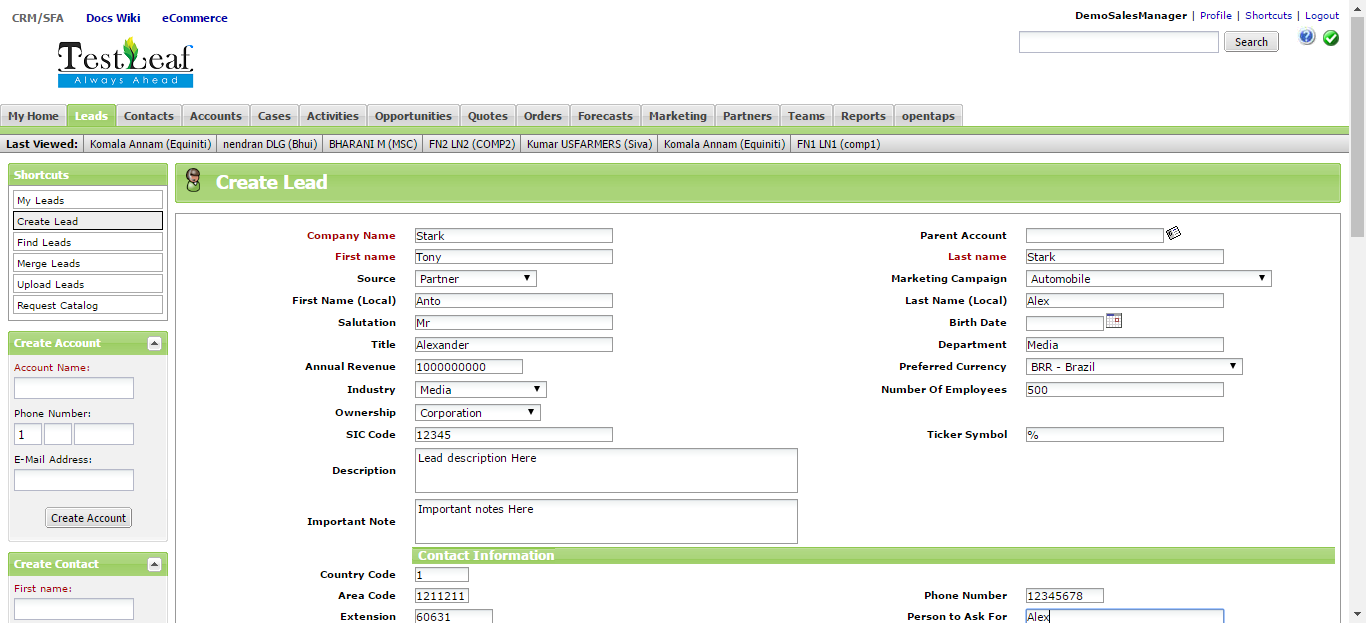 CRM/SFA Docs Wiki eCommerce
DemoSalesManager | Profile | Shortcuts | Logout
TestLeaf
Always Ahead
Search
My Home Leads Contacts Accounts Cases Activities Opportunities Quotes Orders Forecasts Marketing Partners Teams Reports opentaps
Last Viewed: Komala Annam (Equiniti) nendran DLG (Bhui) BHARANI M (MSC) FN2 LN2 (COMP2) Kumar USFARMERS (Siva) Komala Annam (Equiniti) FN1 LN1 (comp1)
Shortcuts
My Leads
Create Lead
Find Leads
Merge Leads
Upload Leads
Request Catalog
Create Account
Account Name:
Phone Number:
1
E-Mail Address:
Create Account
Create Contact
First name:
Create Lead
Company Name Stark Parent Account
First name Tony Last name Stark
Source Partner Marketing Campaign Automobile
First Name (Local) Anto Last Name (Local) Alex
Salutation Mr Birth Date
Title Alexander Department Media
Annual Revenue 1000000000 Preferred Currency BRR - Brazil
Industry Media Number Of Employees 500
Ownership Corporation
SIC Code 12345 Ticker Symbol %
Description Lead description Here
Important Note Important notes Here
Contact Information
Country Code 1
Area Code 1211211 Phone Number 12345678
Extension 60631 Person to Ask For Alex